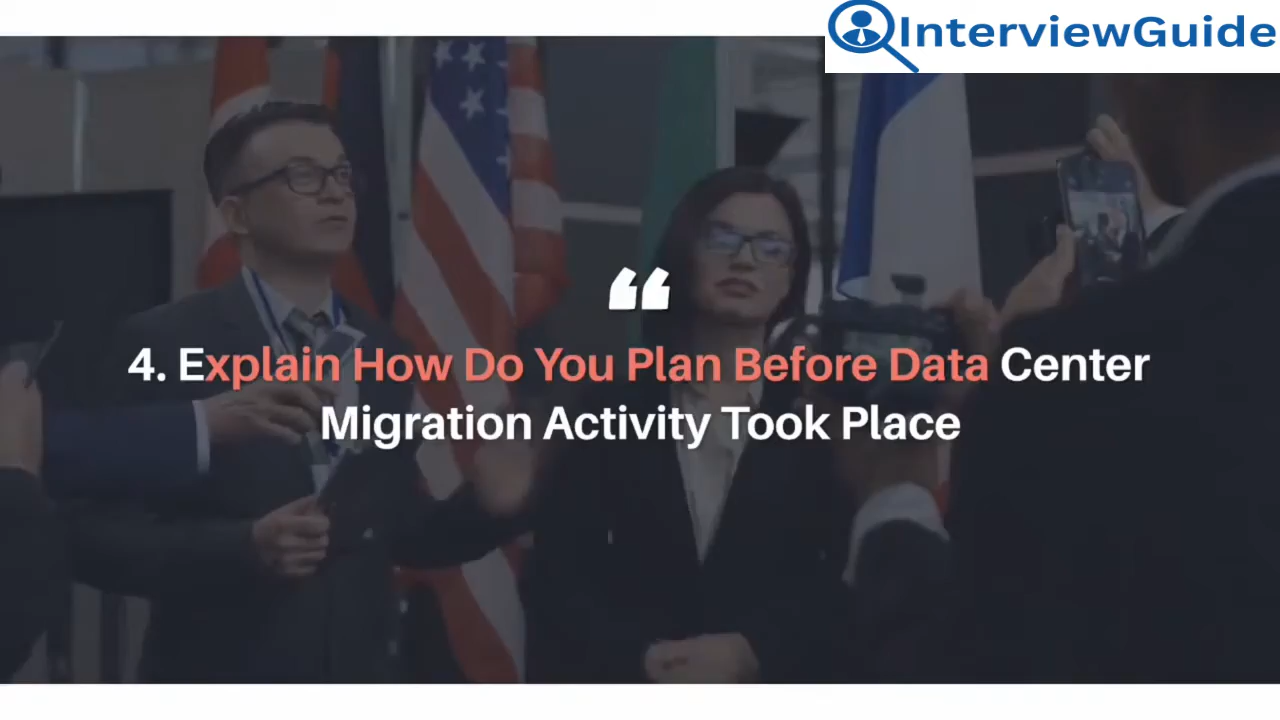 InterviewGuide
4. Explain How Do You Plan Before Data Center
Migration Activity Took Place